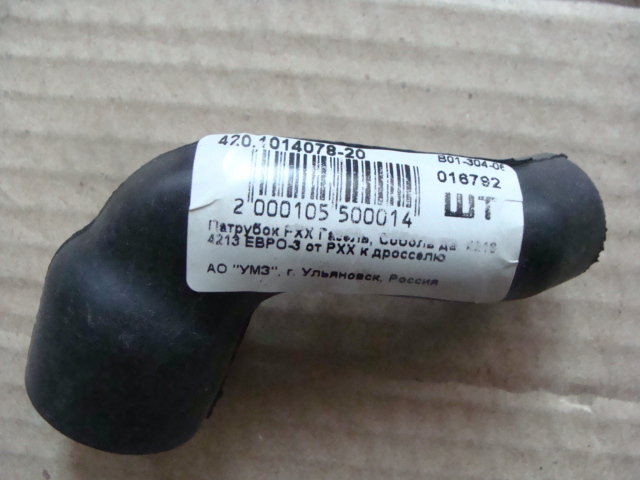 420.1014078-20
B01-304-06
016792
ШТ
2 000105 500014
Патрубок РХХ Газель, Соболь дв. 4216
4213 ЕВРО-3 от РХХ к дросселю
АО "УМЗ". г. Ульяновск, Россия